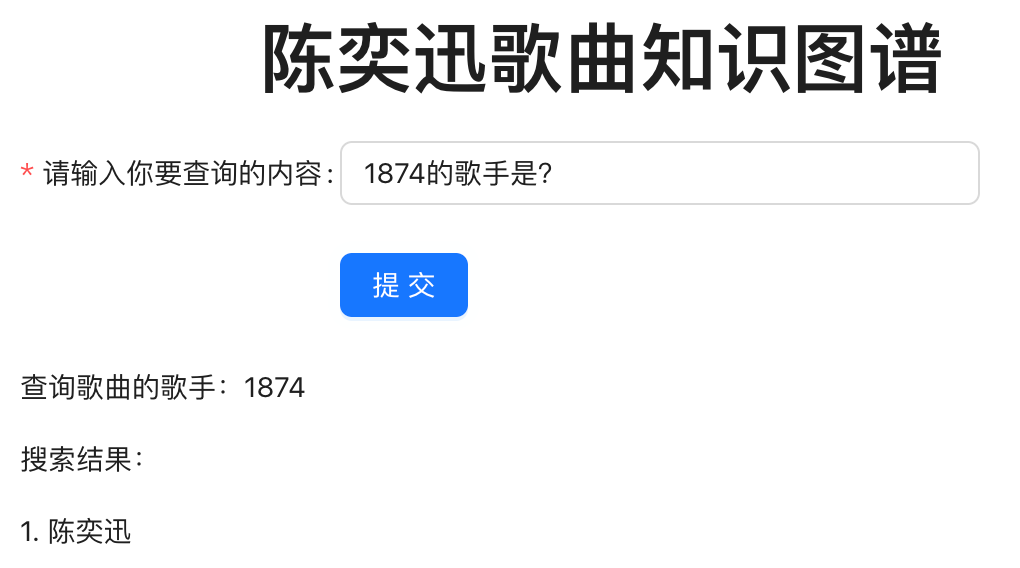 陈奕迅歌曲知识图谱
* 请输入你要查询的内容: 1874的歌手是?
提 交
查询歌曲的歌手：1874
搜索结果：
1. 陈奕迅